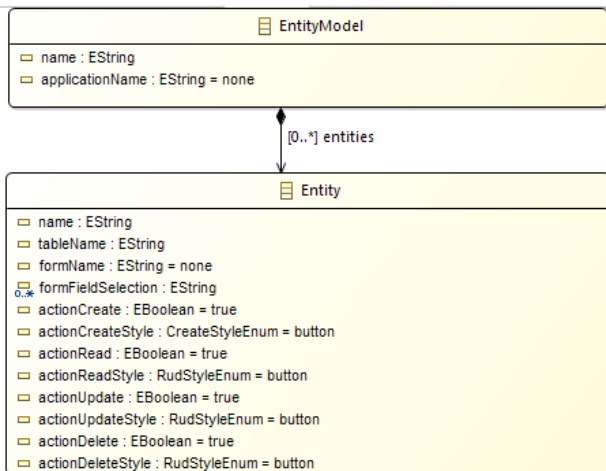 EntityModel
name : EString
applicationName : EString = none
[0..*] entities
Entity
name : EString
tableName : EString
formName : EString = none
0..* formFieldSelection : EString
actionCreate : EBoolean = true
actionCreateStyle : CreateStyleEnum = button
actionRead : EBoolean = true
actionReadStyle : RudStyleEnum = button
actionUpdate : EBoolean = true
actionUpdateStyle : RudStyleEnum = button
actionDelete : EBoolean = true
actionDeleteStyle : RudStyleEnum = button